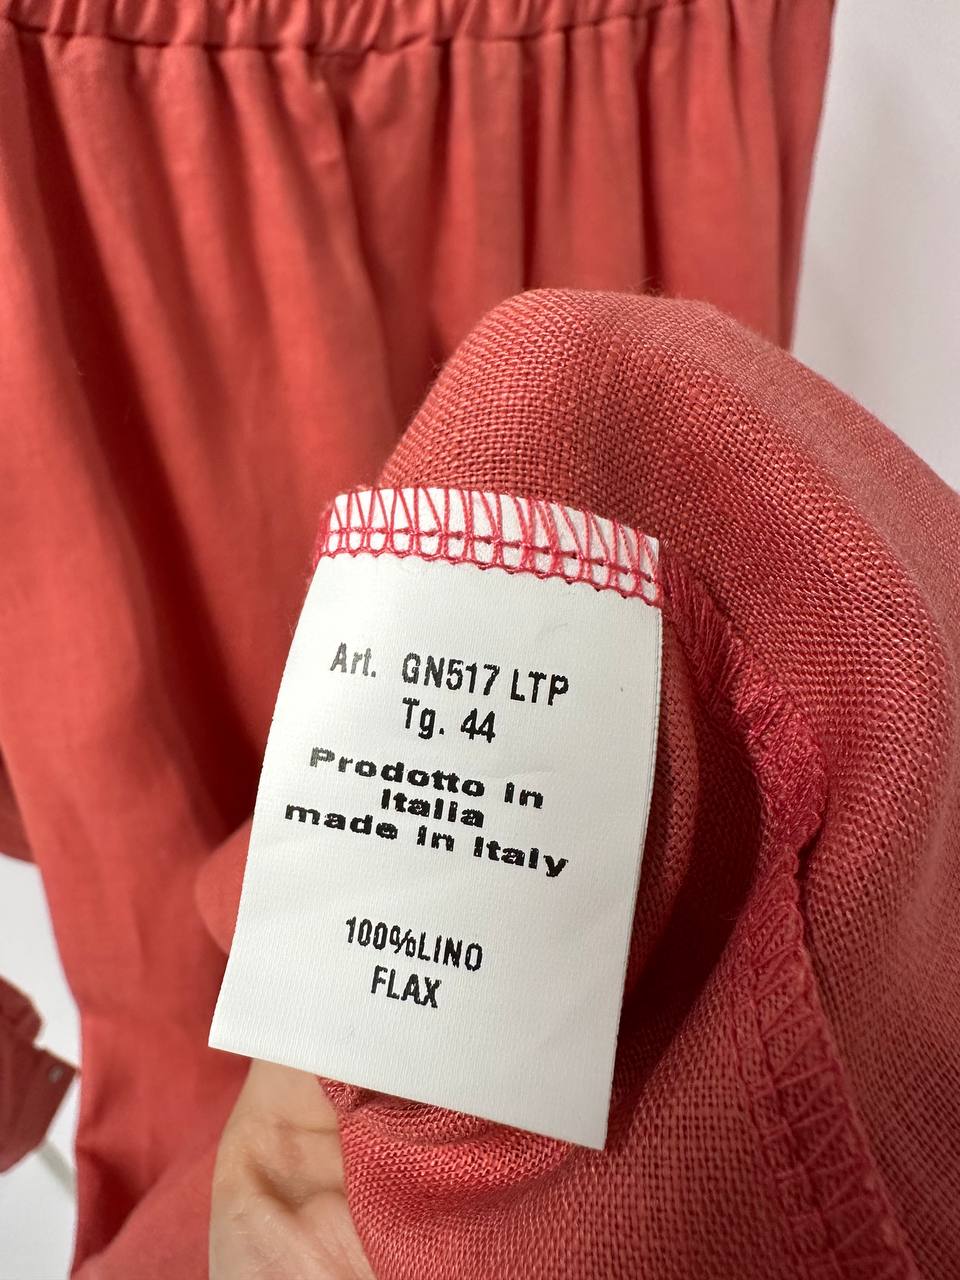 Art. GN517 LTP
Tg. 44
Prodotto in
Italia
made in Italy
100%LINO
FLAX